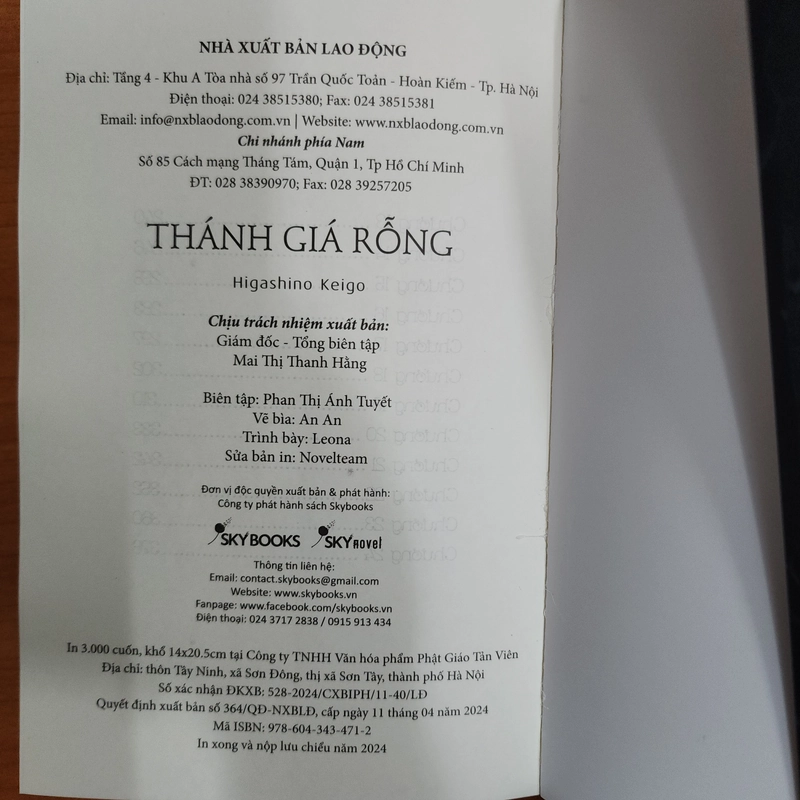 NHÀ XUẤT BẢN LAO ĐỘNG
Địa chỉ: Tầng 4 - Khu A Tòa nhà số 97 Trần Quốc Toản - Hoàn Kiếm - Tp. Hà Nội
Điện thoại: 024 38515380; Fax: 024 38515381
Email: info@nxblaodong.com.vn | Website: www.nxblaodong.com.vn
Chi nhánh phía Nam
Số 85 Cách mạng Tháng Tám, Quận 1, Tp Hồ Chí Minh
ĐT: 028 38390970; Fax: 028 39257205
THÁNH GIÁ RỖNG
Higashino Keigo
Chịu trách nhiệm xuất bản:
Giám đốc - Tổng biên tập
Mai Thị Thanh Hằng
Biên tập: Phan Thị Ánh Tuyết
Vẽ bìa: An An
Trình bày: Leona
Sửa bản in: Novelteam
Đơn vị độc quyền xuất bản & phát hành:
Công ty phát hành sách Skybooks
SKYBOOKS SKYnovel
Thông tin liên hệ:
Email: contact.skybooks@gmail.com
Website: www.skybooks.vn
Fanpage: www.facebook.com/skybooks.vn
Điện thoại: 024 3717 2838 / 0915 913 434
In 3.000 cuốn, khổ 14x20.5cm tại Công ty TNHH Văn hóa phẩm Phật Giáo Tản Viên
Địa chỉ: thôn Tây Ninh, xã Sơn Đông, thị xã Sơn Tây, thành phố Hà Nội
Số xác nhận ĐKXB: 528-2024/CXBIPH/11-40/LĐ
Quyết định xuất bản số 364/QĐ-NXBLĐ, cấp ngày 11 tháng 04 năm 2024
Mã ISBN: 978-604-343-471-2
In xong và nộp lưu chiểu năm 2024